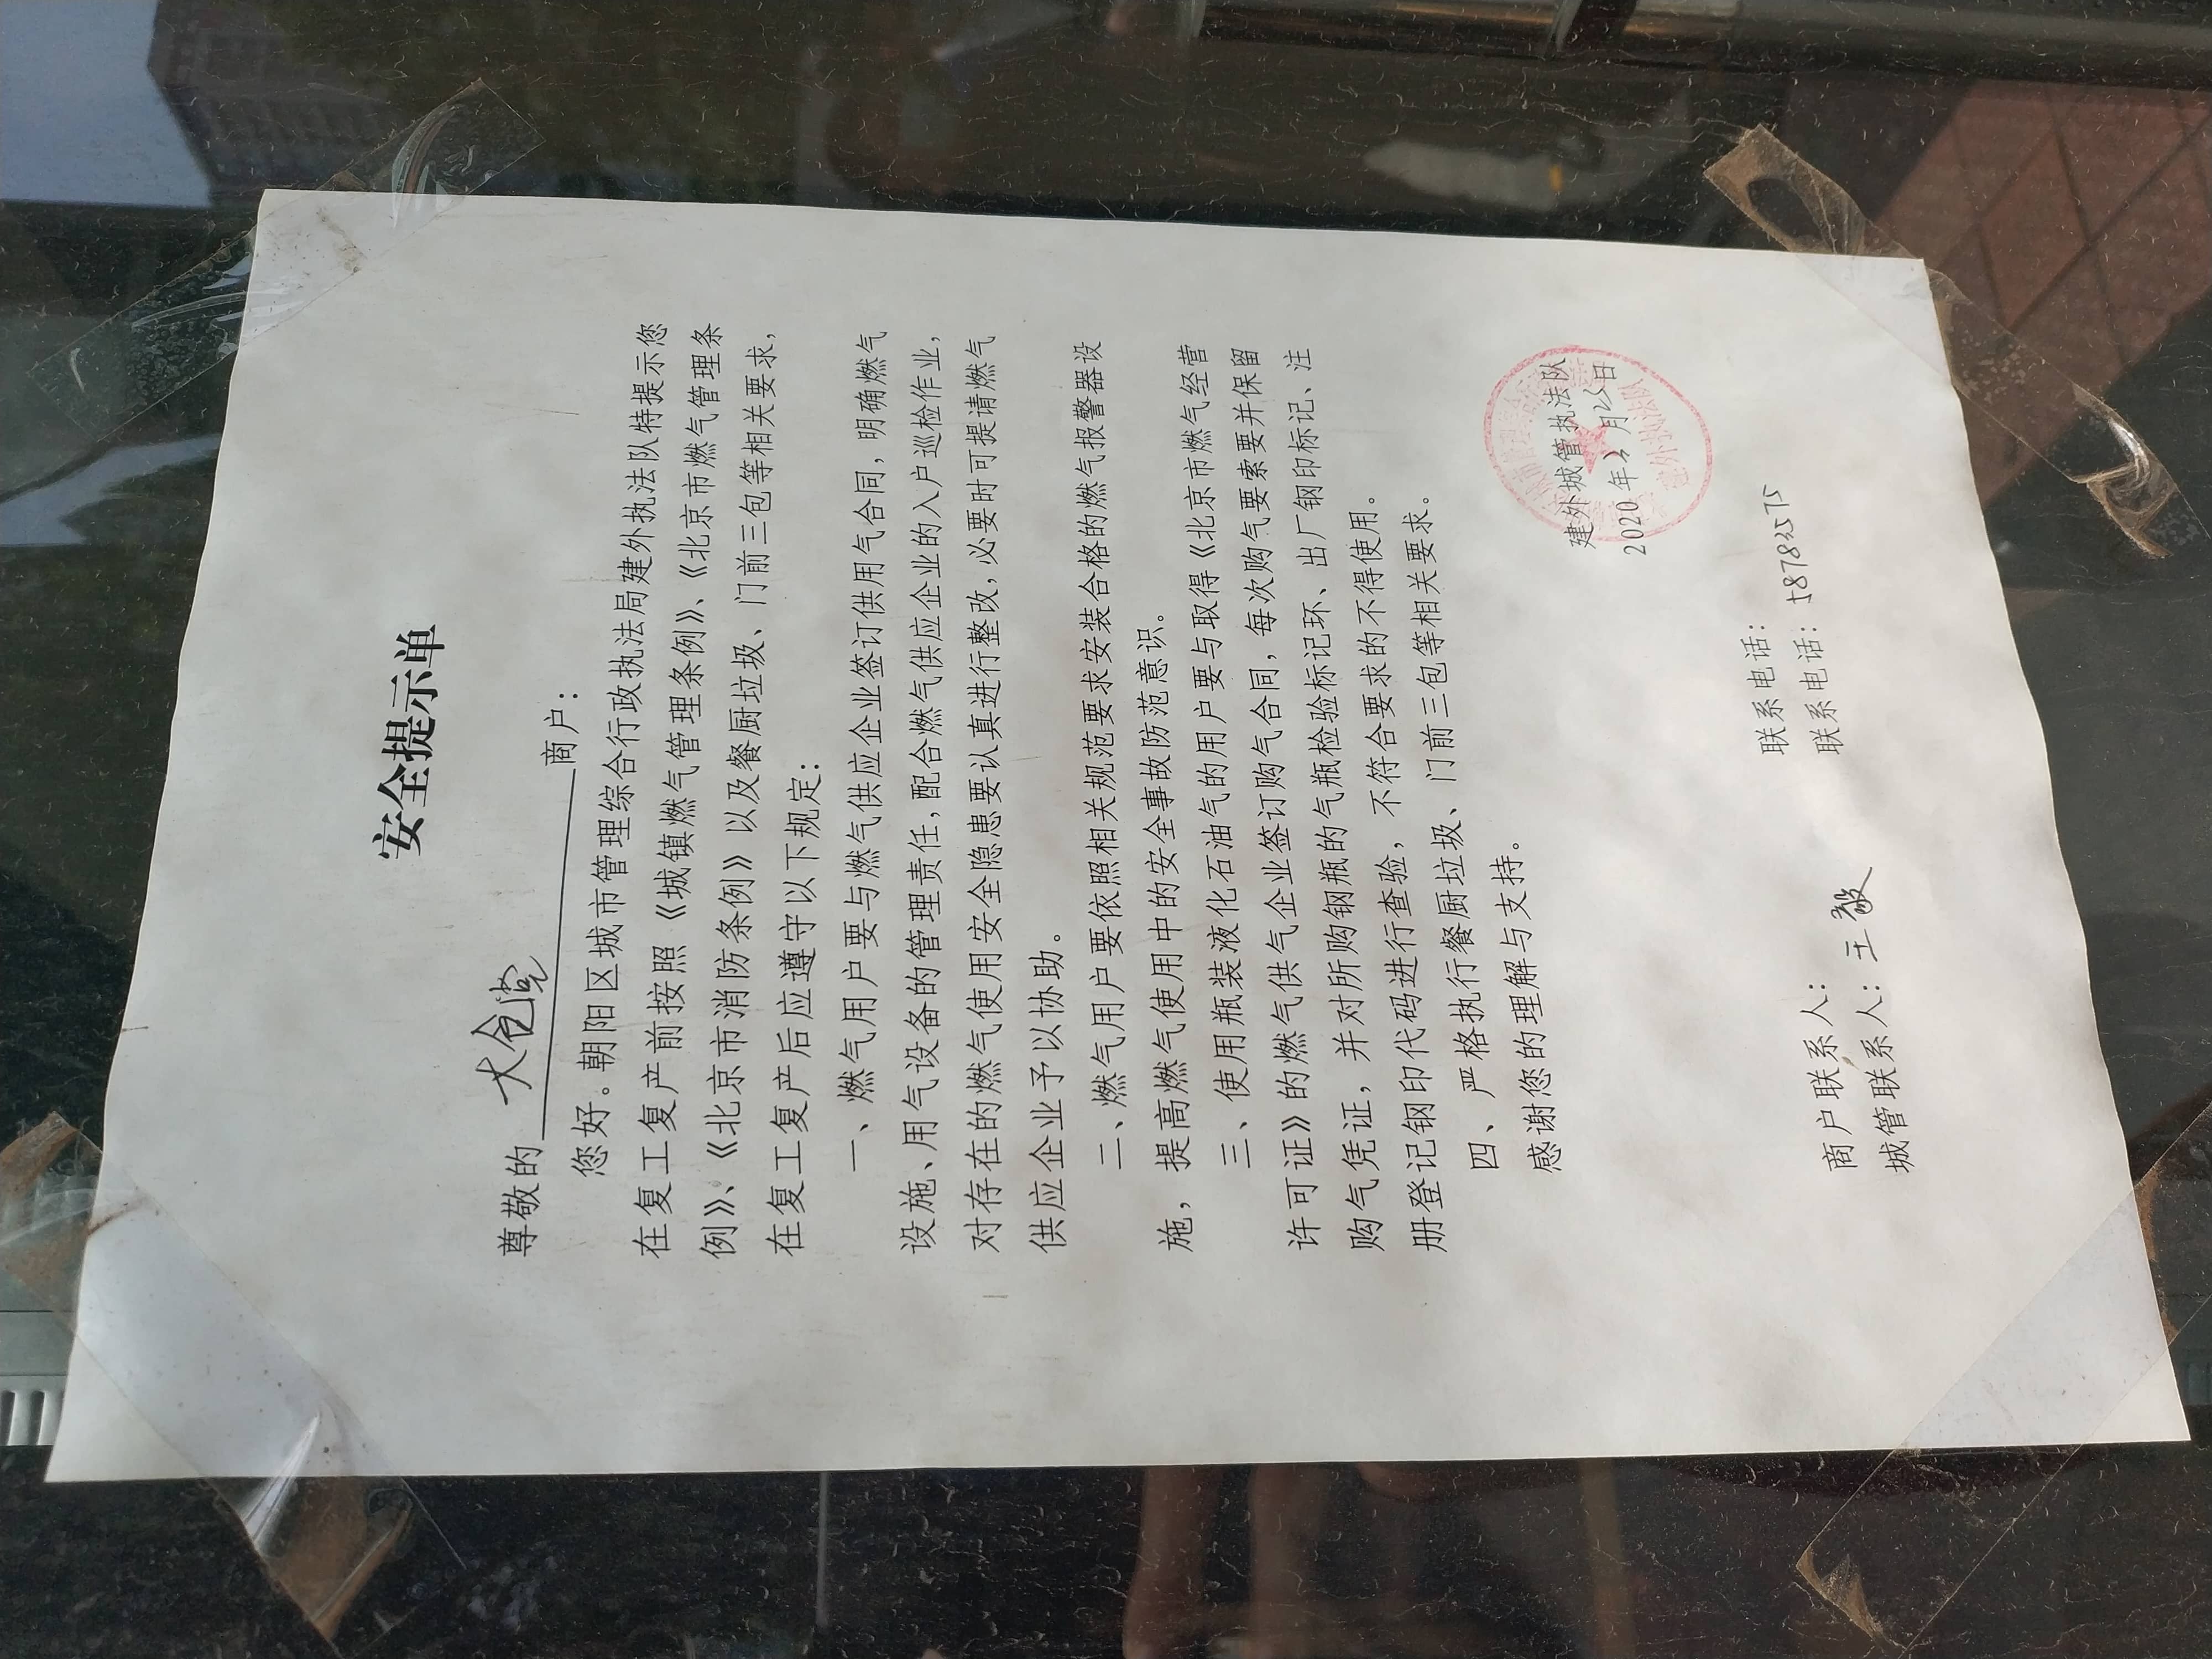 安全提示单
尊敬的 大仓堂 商户：
您好。朝阳区城市管理综合行政执法局建外执法队特提示您
在复工复产前按照《城镇燃气管理条例》、《北京市燃气管理条
例》、《北京市消防条例》以及餐厨垃圾、门前三包等相关要求，
在复工复产后应遵守以下规定：
一、燃气用户要与燃气供应企业签订供用气合同，明确燃气
设施、用气设备的管理责任，配合燃气供应企业的入户巡检作业，
对存在的燃气使用安全隐患要认真进行整改，必要时可提请燃气
供应企业予以协助。
二、燃气用户要依照相关规范要求安装合格的燃气报警器设
施，提高燃气使用中的安全事故防范意识。
三、使用瓶装液化石油气的用户要与取得《北京市燃气经营
许可证》的燃气供气企业签订购气合同，每次购气要索要并保留
购气凭证，并对所购钢瓶的气瓶检验标记环、出厂钢印标记、注
册登记钢印代码进行查验，不符合要求的不得使用。
四、严格执行餐厨垃圾、门前三包等相关要求。
感谢您的理解与支持。
建外城管执法队
2020年 月25日
建外执法队
联系电话：
商户联系人：
联系电话：58783575
城管联系人：王毅